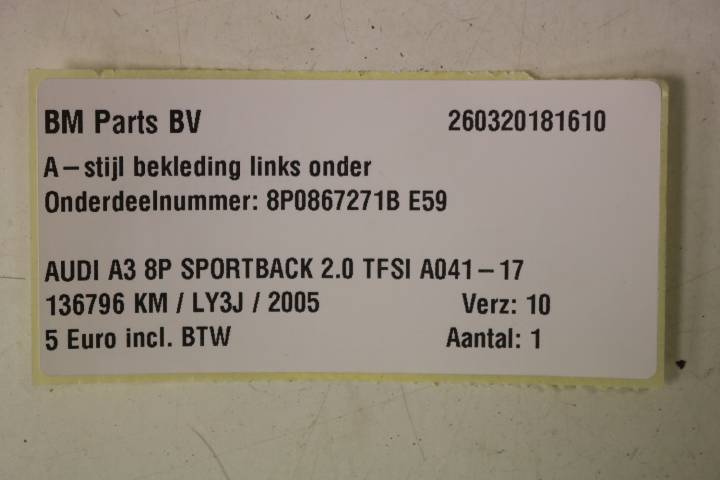 BM Parts BV 260320181610
A-stijl bekleding links onder
Onderdeelnummer: 8P0867271B E59
AUDI A3 8P SPORTBACK 2.0 TFSI A041-17
136796 KM / LY3J / 2005 Verz: 10
5 Euro incl. BTW Aantal: 1